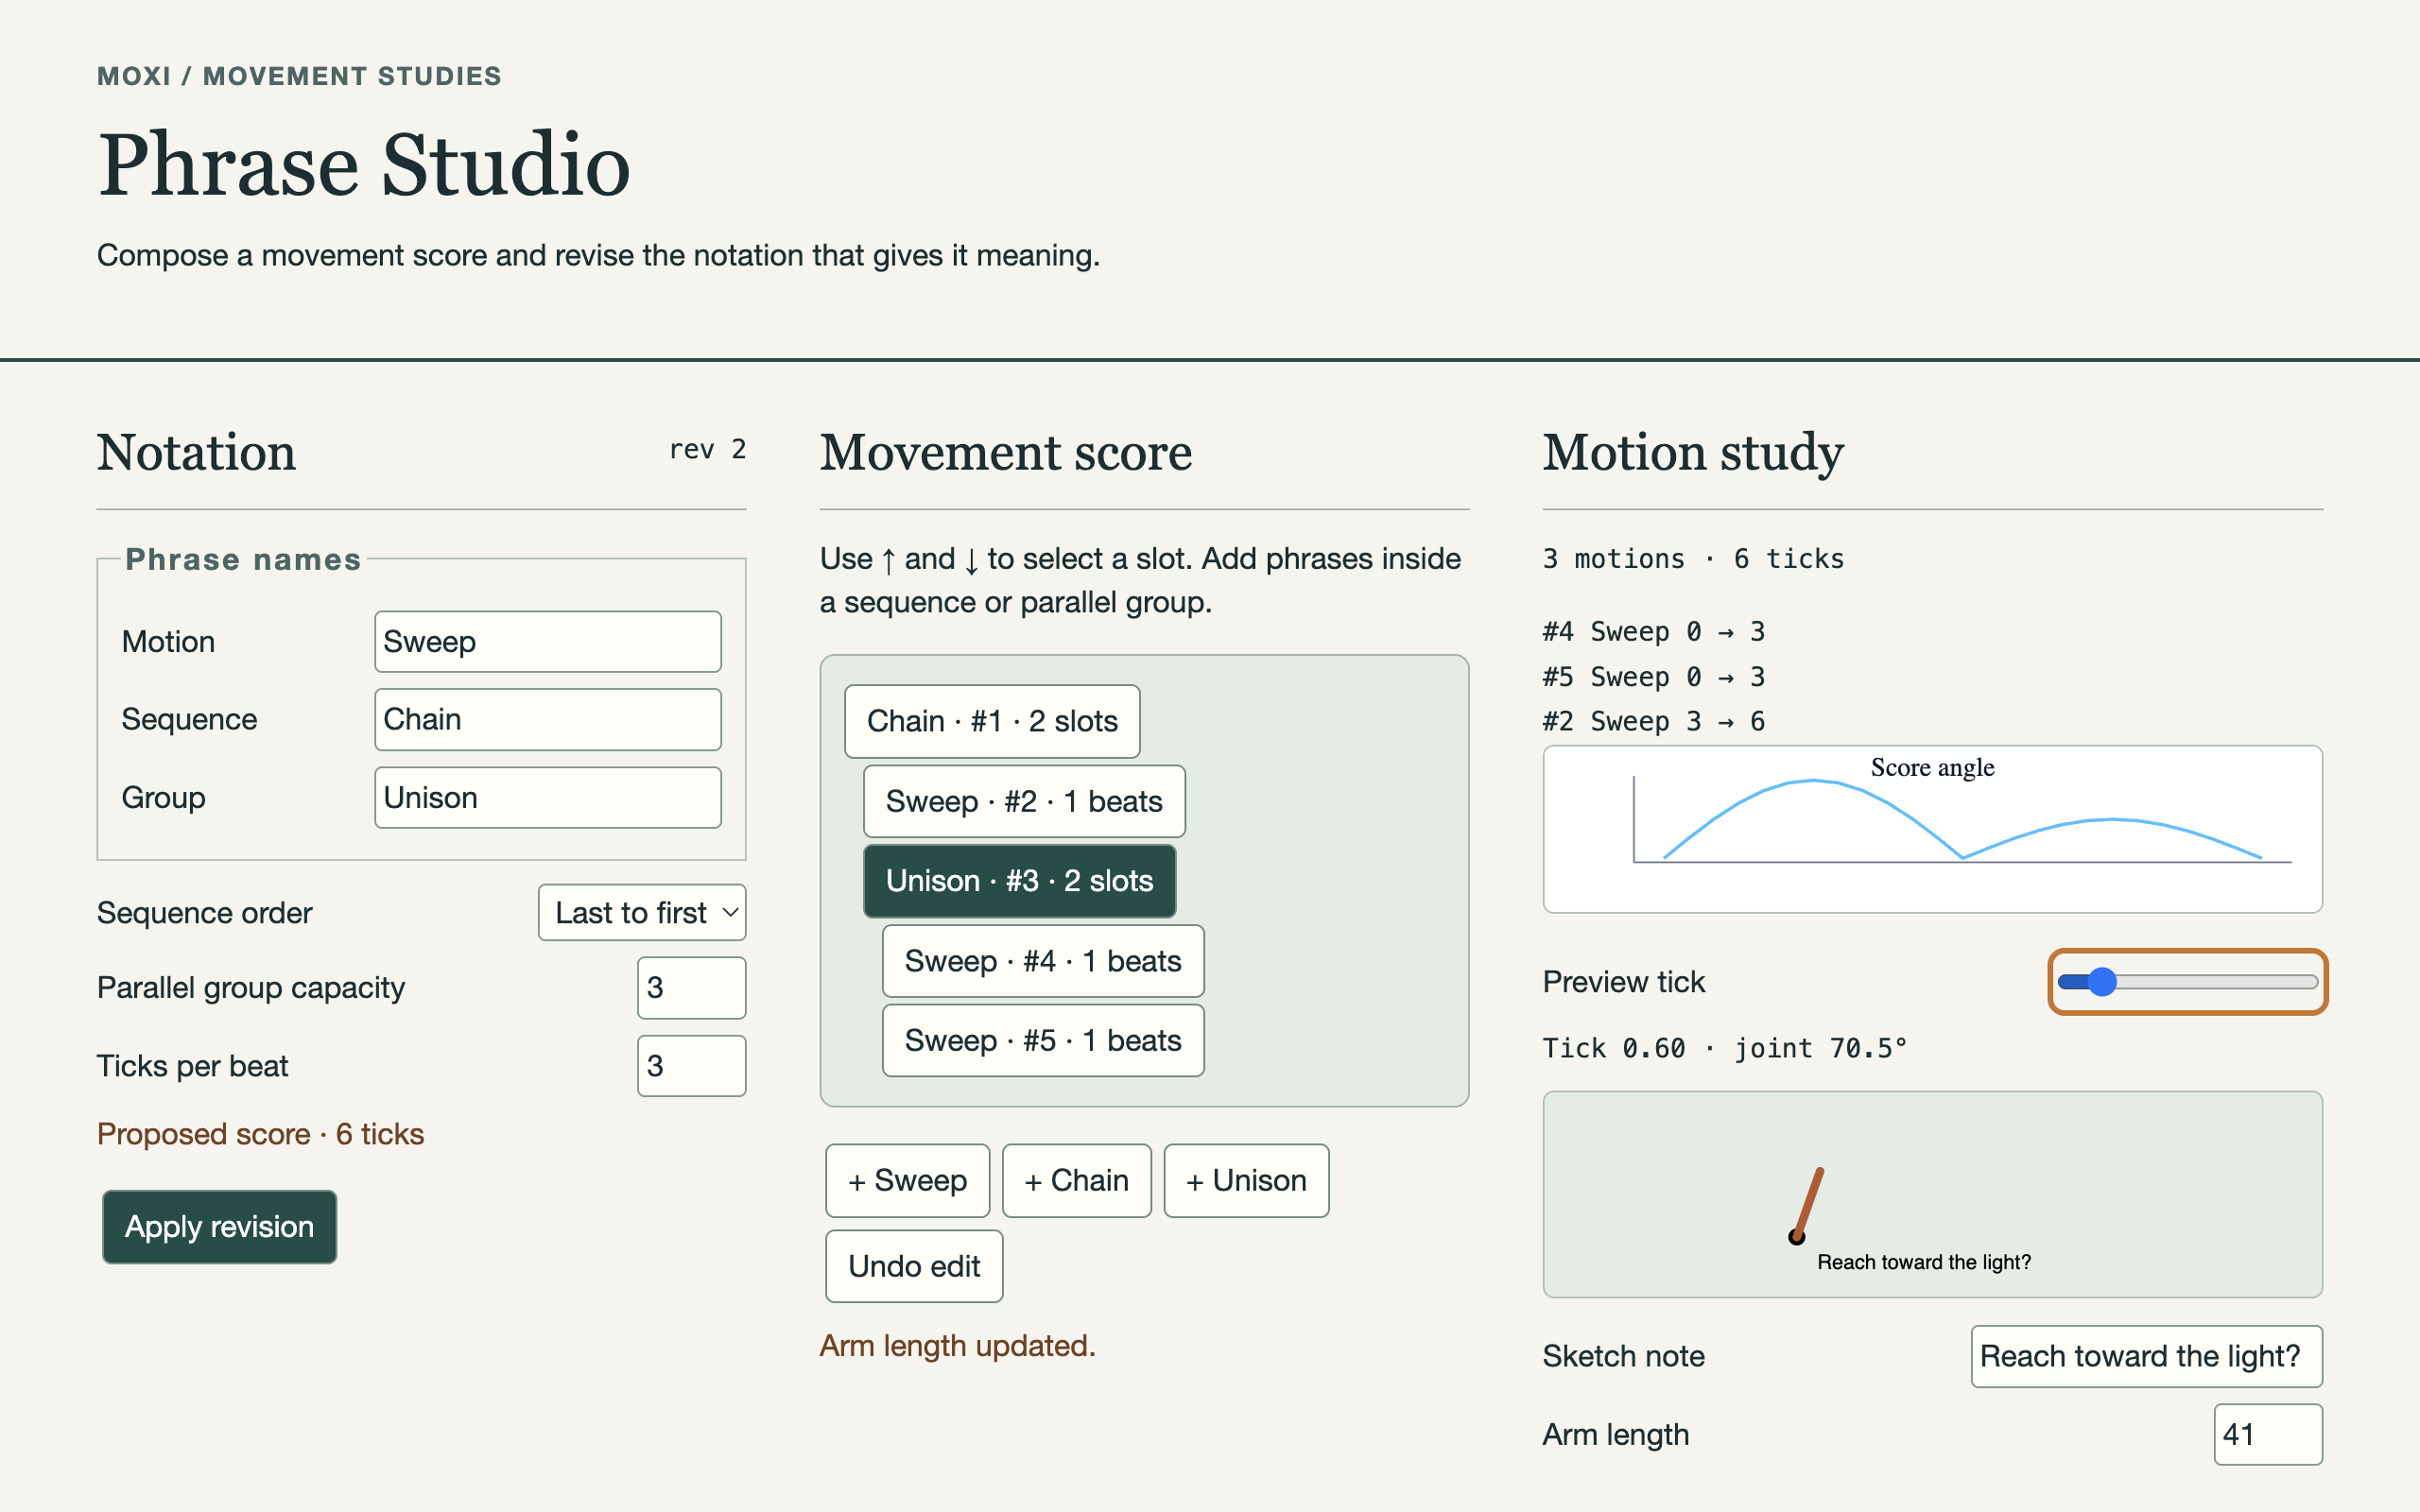 MOXI / MOVEMENT STUDIES
Phrase Studio
Compose a movement score and revise the notation that gives it meaning.
Notation
rev 2
Phrase names
Motion
Sweep
Sequence
Chain
Group
Unison
Sequence order
Last to first
Parallel group capacity
3
Ticks per beat
3
Proposed score · 6 ticks
Apply revision
Movement score
Use ↑ and ↓ to select a slot. Add phrases inside
a sequence or parallel group.
Chain · #1 · 2 slots
Sweep · #2 · 1 beats
Unison · #3 · 2 slots
Sweep · #4 · 1 beats
Sweep · #5 · 1 beats
+ Sweep
+ Chain
+ Unison
Undo edit
Arm length updated.
Motion study
3 motions · 6 ticks
#4 Sweep 0 → 3
#5 Sweep 0 → 3
#2 Sweep 3 → 6
Score angle
Preview tick
Tick 0.60 · joint 70.5°
Reach toward the light?
Sketch note
Reach toward the light?
Arm length
41